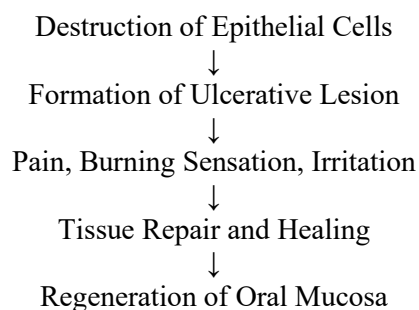 Destruction of Epithelial Cells
↓
Formation of Ulcerative Lesion
↓
Pain, Burning Sensation, Irritation
↓
Tissue Repair and Healing
↓
Regeneration of Oral Mucosa